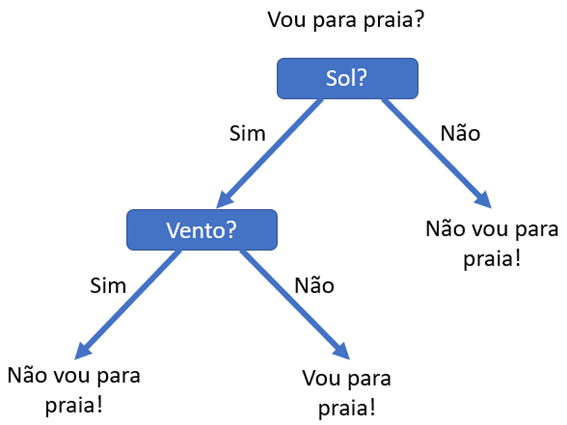 Vou para praia?
Sol?
Sim
Não
Vento?
Não vou para
praia!
Sim
Não
Não vou para
praia!
Vou para
praia!